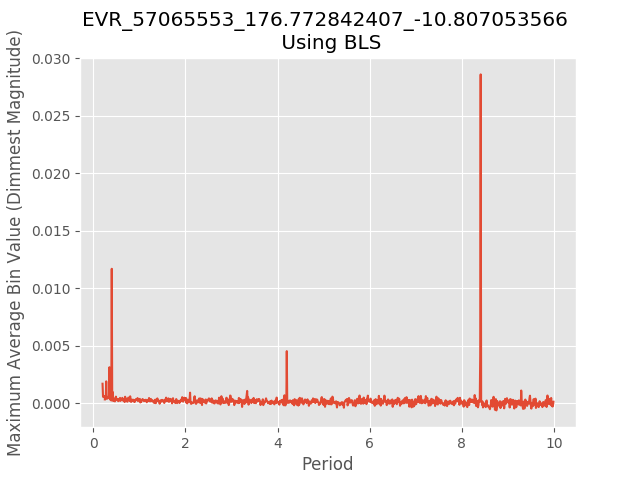 EVR_57065553_176.772842407_-10.807053566
Using BLS
Maximum Average Bin Value (Dimmest Magnitude)
0.030
0.025
0.020
0.015
0.010
0.005
0.000
0 2 4 6 8 10
Period